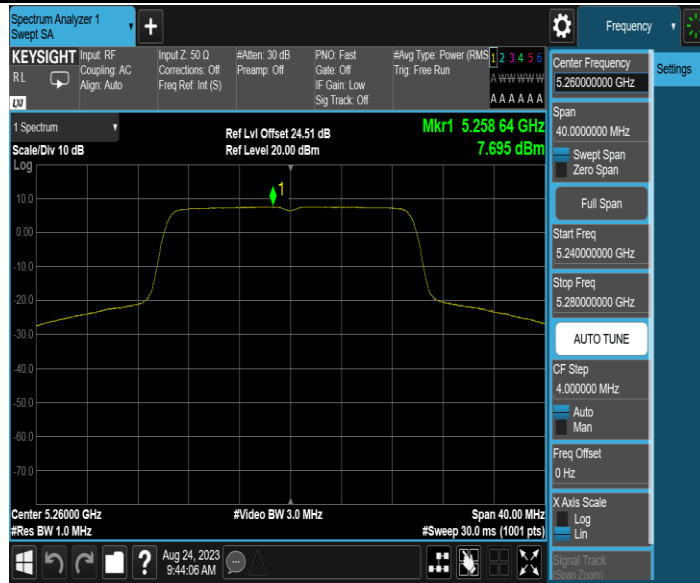 Spectrum Analyzer 1
Swept SA
Frequency
KEYSIGHT
RL
LXI
Input: RF
Coupling: AC
Align: Auto
Input Z: 50 Ω
Corrections: Off
Freq Ref: Int (S)
#Atten: 30 dB
Preamp: Off
PNO: Fast
Gate: Off
IF Gain: Low
Sig Track: Off
#Avg Type: Power (RMS
Trig: Free Run
1 2 3 4 5 6
A W W W W W
A A A A A A
Center Frequency
5.260000000 GHz
Settings
Span
40.0000000 MHz
Swept Span
Zero Span
Full Span
Start Freq
5.240000000 GHz
Stop Freq
5.280000000 GHz
AUTO TUNE
CF Step
4.000000 MHz
Auto
Man
Freq Offset
0 Hz
X Axis Scale
Log
Lin
Signal Track
(Span Zoom)
1 Spectrum
Scale/Div 10 dB
Log
Ref Lvl Offset 24.51 dB
Ref Level 20.00 dBm
Mkr1 5.258 64 GHz
7.695 dBm
1
10.0
0.00
-10.0
-20.0
-30.0
-40.0
-50.0
-60.0
-70.0
Center 5.26000 GHz
#Video BW 3.0 MHz
Span 40.00 MHz
#Res BW 1.0 MHz
#Sweep 30.0 ms (1001 pts)
?
Aug 24, 2023
9:44:06 AM